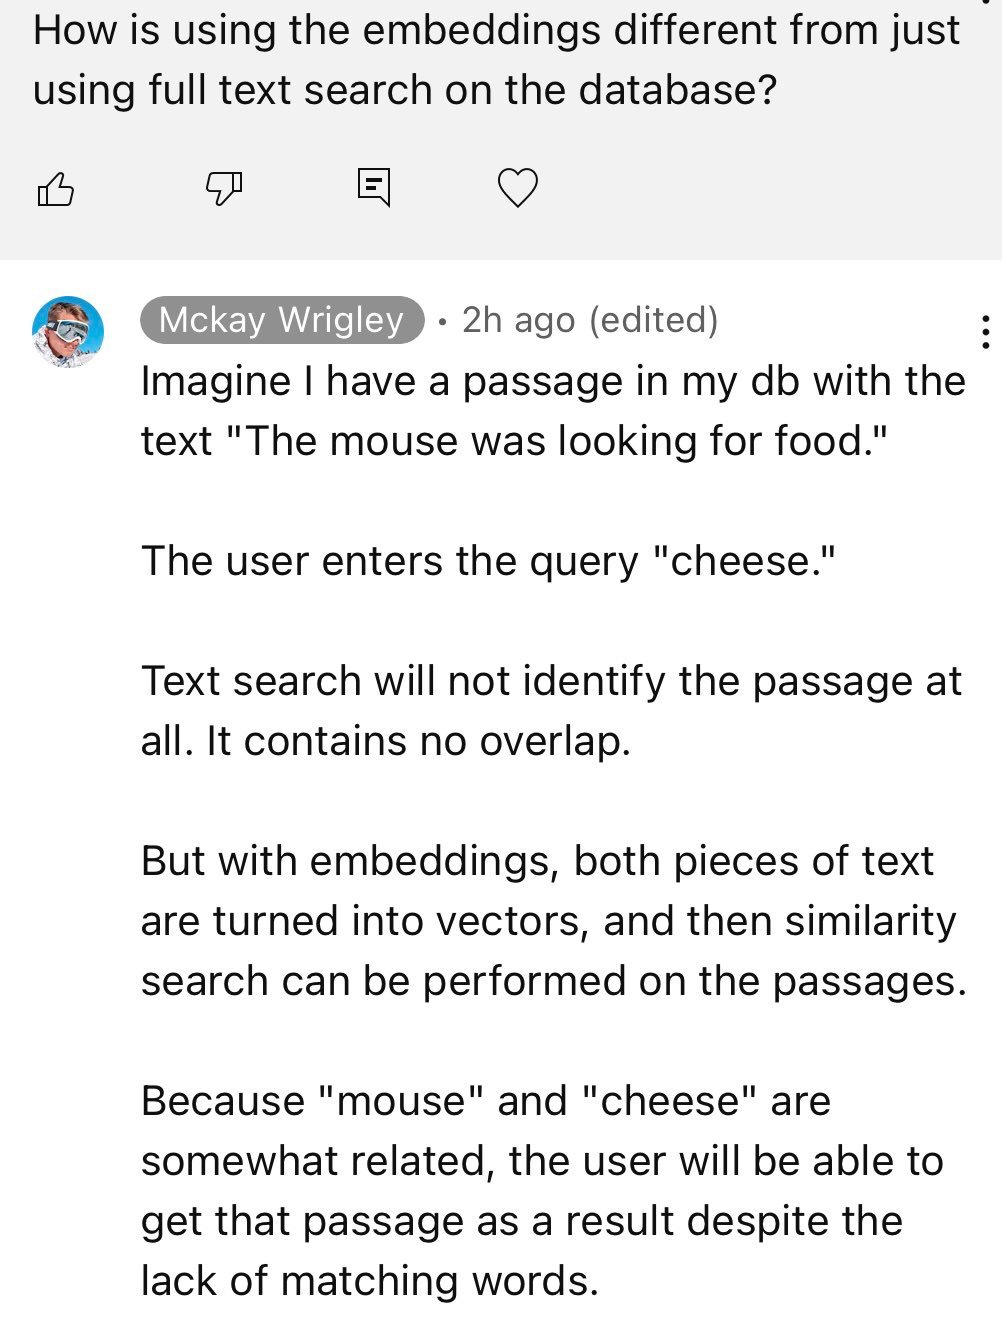 How is using the embeddings different from just
using full text search on the database?
Mckay Wrigley • 2h ago (edited)
Imagine I have a passage in my db with the
text "The mouse was looking for food."
The user enters the query "cheese."
Text search will not identify the passage at
all. It contains no overlap.
But with embeddings, both pieces of text
are turned into vectors, and then similarity
search can be performed on the passages.
Because "mouse" and "cheese" are
somewhat related, the user will be able to
get that passage as a result despite the
lack of matching words.